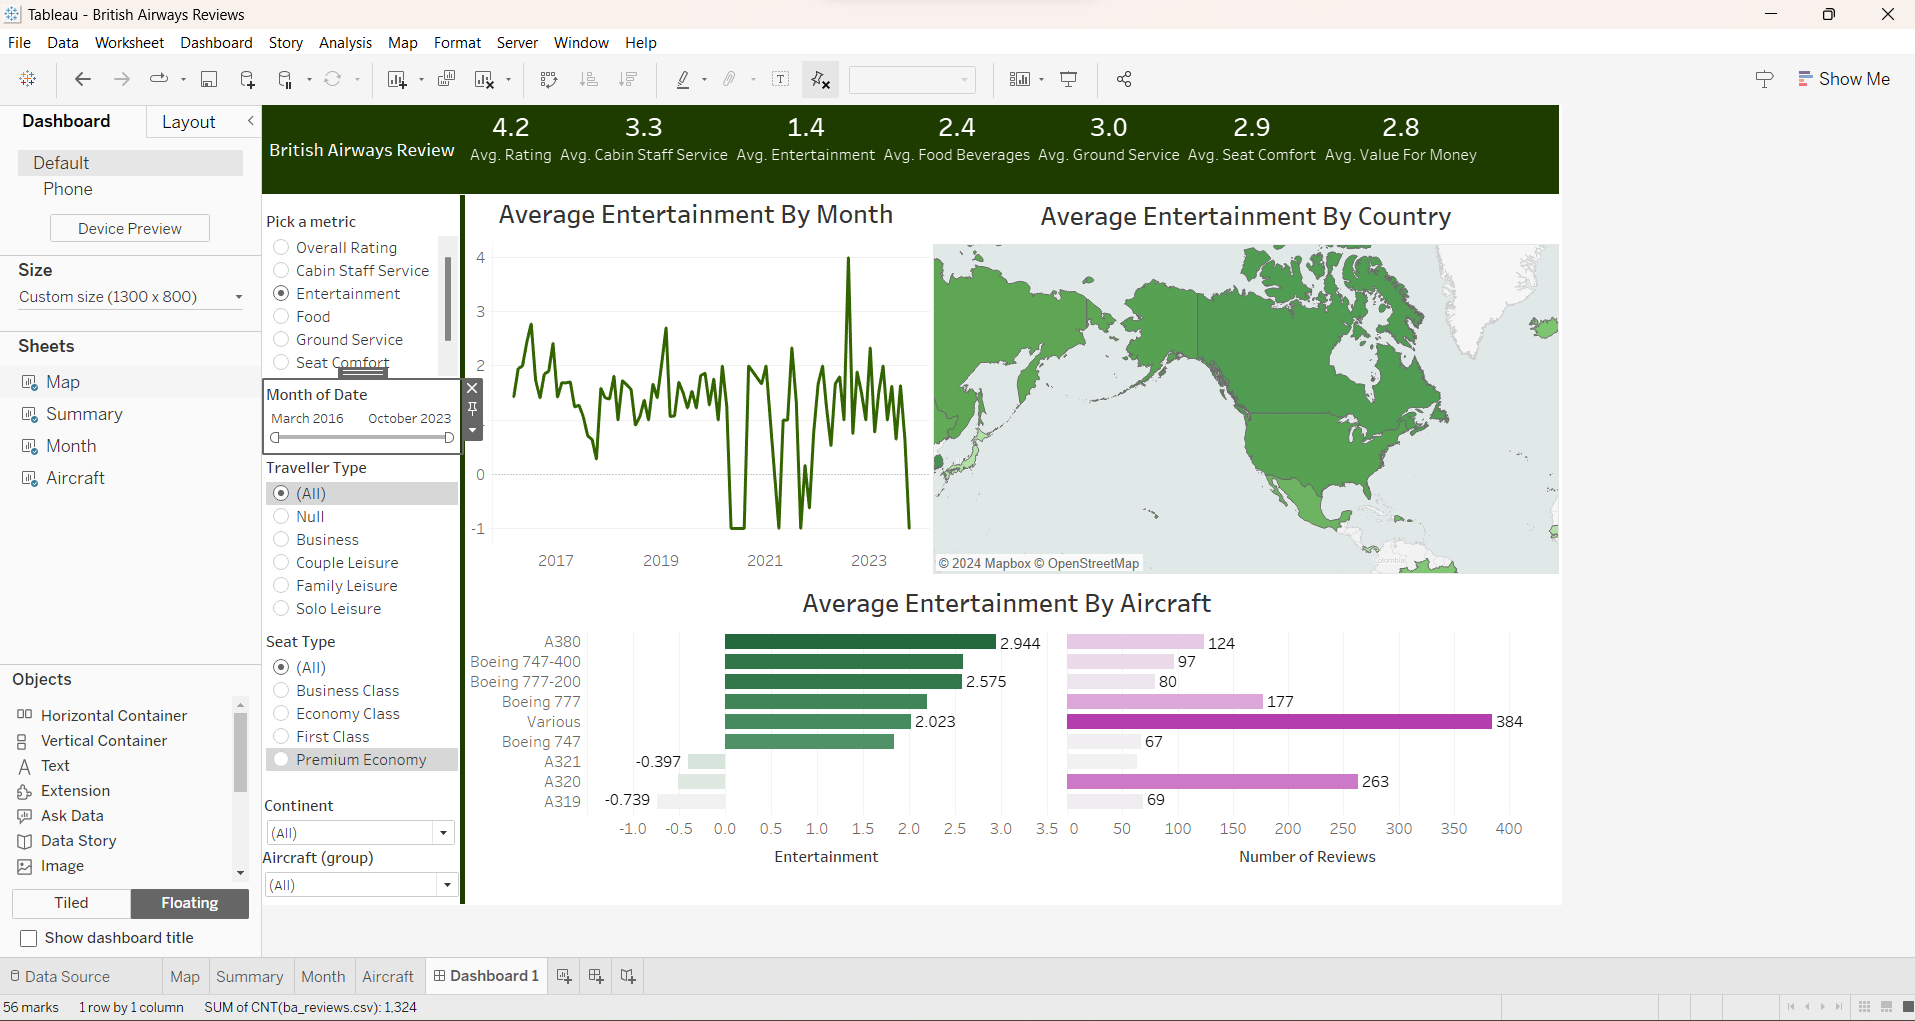 Tableau - British Airways Reviews
File Data Worksheet Dashboard Story Analysis Map Format Server Window Help
Show Me
Dashboard Layout
Default
Phone
Device Preview
Size
Custom size (1300 x 800)
Sheets
Map
Summary
Month
Aircraft
Objects
Horizontal Container
Vertical Container
Text
Extension
Ask Data
Data Story
Image
Tiled Floating
Show dashboard title
British Airways Review
4.2 3.3 1.4 2.4 3.0 2.9 2.8
Avg. Rating Avg. Cabin Staff Service Avg. Entertainment Avg. Food Beverages Avg. Ground Service Avg. Seat Comfort Avg. Value For Money
Pick a metric
Overall Rating
Cabin Staff Service
Entertainment
Food
Ground Service
Seat Comfort
Month of Date
March 2016 October 2023
Traveller Type
(All)
Null
Business
Couple Leisure
Family Leisure
Solo Leisure
Seat Type
(All)
Business Class
Economy Class
First Class
Premium Economy
Continent
(All)
Aircraft (group)
(All)
Average Entertainment By Month
4
3
2
0
-1
2017 2019 2021 2023
Average Entertainment By Country
© 2024 Mapbox © OpenStreetMap
Average Entertainment By Aircraft
A380 2.944 124
Boeing 747-400 97
Boeing 777-200 2.575 80
Boeing 777 177
Various 2.023 384
Boeing 747 67
A321 -0.397
A320 263
A319 -0.739 69
-1.0 -0.5 0.0 0.5 1.0 1.5 2.0 2.5 3.0 3.5 0 50 100 150 200 250 300 350 400
Entertainment Number of Reviews
Data Source Map Summary Month Aircraft Dashboard 1
56 marks 1 row by 1 column SUM of CNT(ba_reviews.csv): 1,324